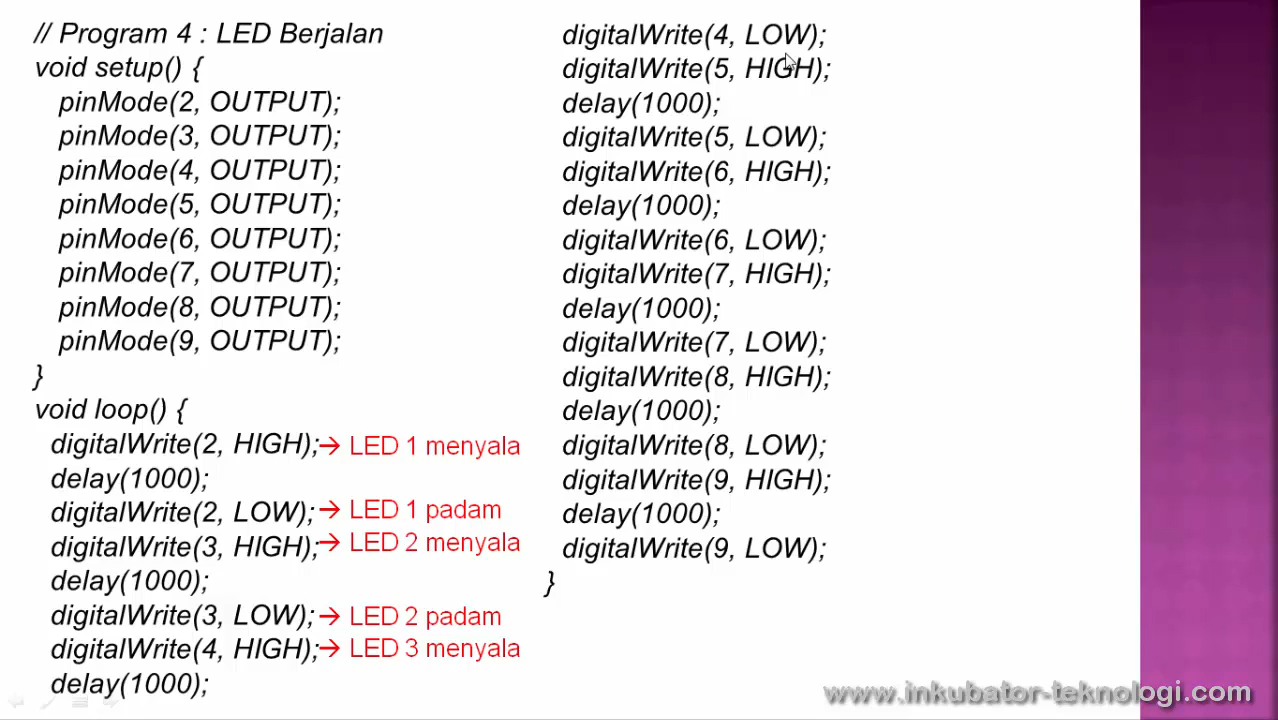 // Program 4 : LED Berjalan
void setup() {
pinMode(2, OUTPUT);
pinMode(3, OUTPUT);
pinMode(4, OUTPUT);
pinMode(5, OUTPUT);
pinMode(6, OUTPUT);
pinMode(7, OUTPUT);
pinMode(8, OUTPUT);
pinMode(9, OUTPUT);
}
void loop() {
digitalWrite(2, HIGH);→ LED 1 menyala
delay(1000);
digitalWrite(2, LOW);→ LED 1 padam
digitalWrite(3, HIGH);→ LED 2 menyala
delay(1000);
digitalWrite(3, LOW);→ LED 2 padam
digitalWrite(4, HIGH);→ LED 3 menyala
delay(1000);
digitalWrite(4, LOW);
digitalWrite(5, HIGH);
delay(1000);
digitalWrite(5, LOW);
digitalWrite(6, HIGH);
delay(1000);
digitalWrite(6, LOW);
digitalWrite(7, HIGH);
delay(1000);
digitalWrite(7, LOW);
digitalWrite(8, HIGH);
delay(1000);
digitalWrite(8, LOW);
digitalWrite(9, HIGH);
delay(1000);
digitalWrite(9, LOW);
}
www.inkubator-teknologi.com